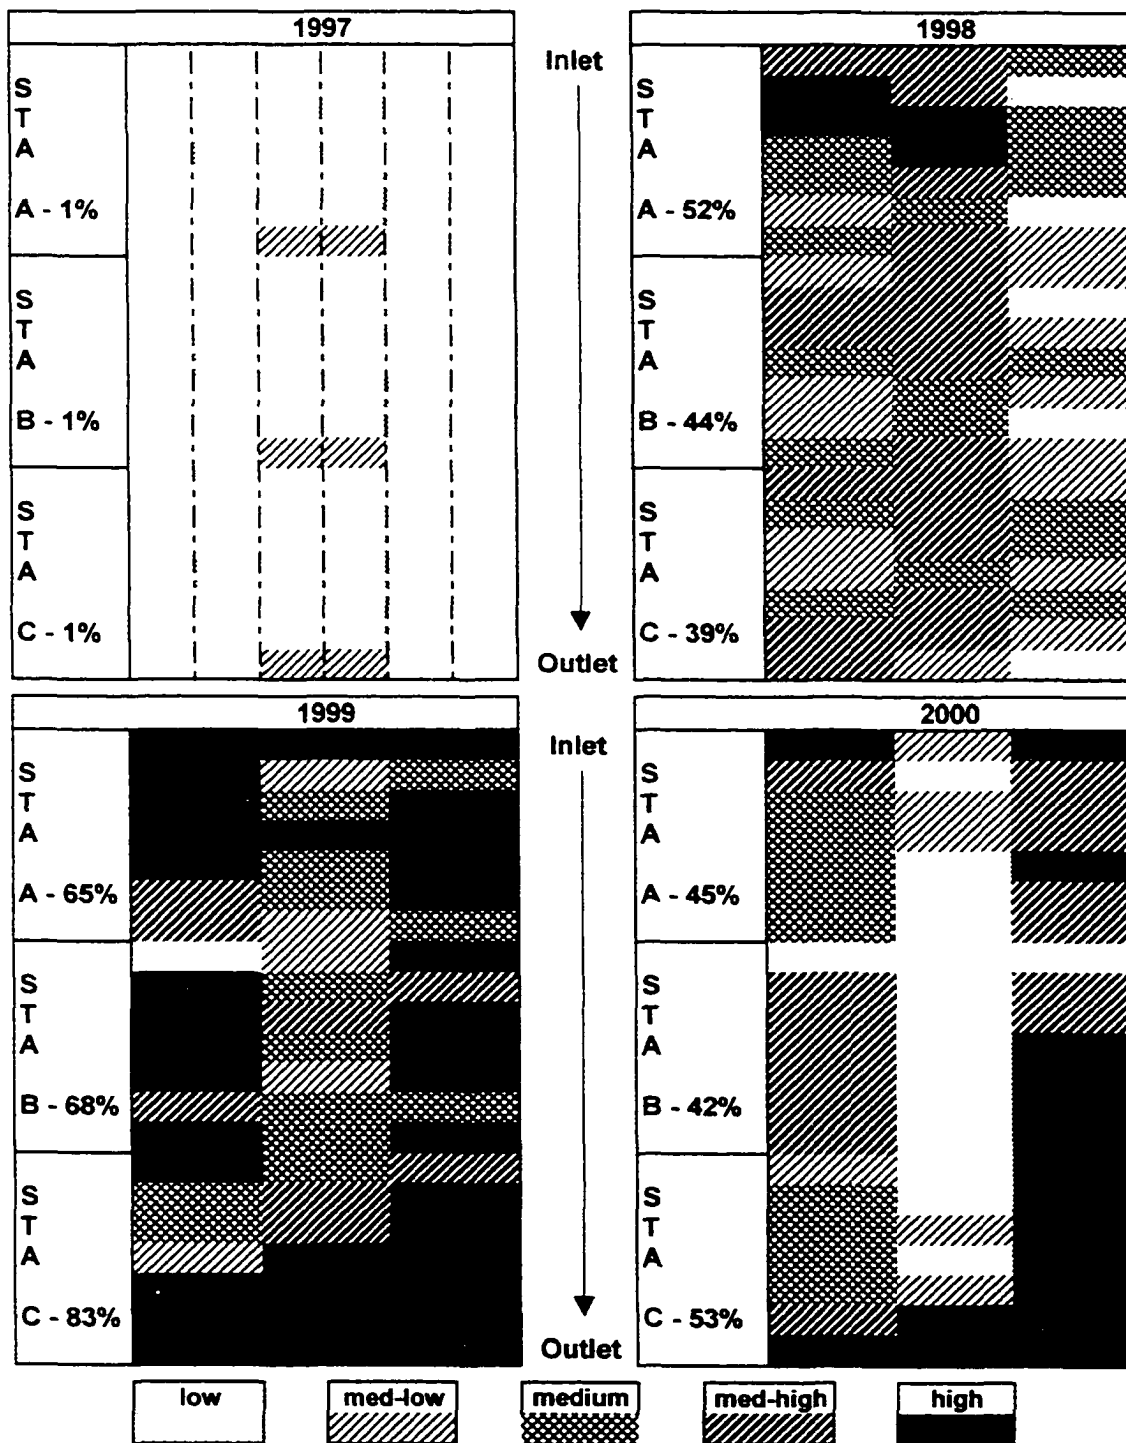 1997
S
T
A
A - 1%
S
T
A
B - 1%
S
T
A
C - 1%
Inlet
Outlet
1998
S
T
A
A - 52%
S
T
A
B - 44%
S
T
A
C - 39%
1999
S
T
A
A - 65%
S
T
A
B - 68%
S
T
A
C - 83%
Inlet
Outlet
2000
S
T
A
A - 45%
S
T
A
B - 42%
S
T
A
C - 53%
low med-low medium med-high high